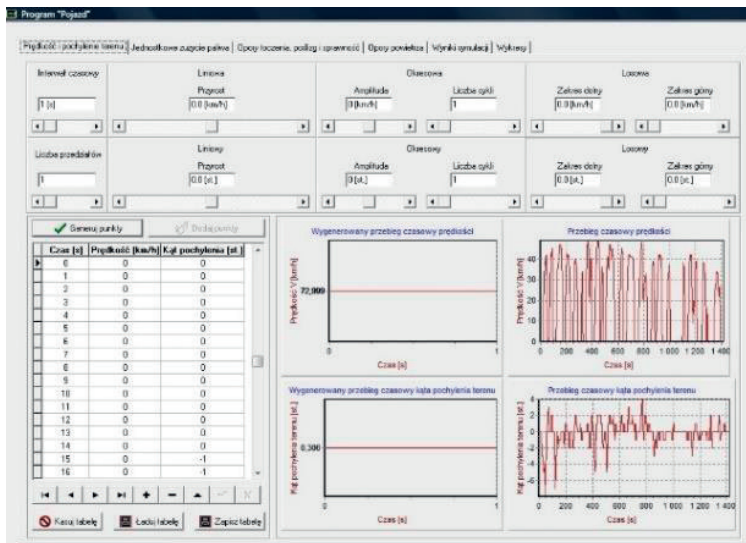 Program "Pojazd"
Prędkość i pochylenie terenu | Jednostkowe zużycie paliwa | Opory toczenia, poślizg i sprawność | Opory powietrza | Wyniki symulacji | Wykresy
Interwał czasowy
1 [s]
Liniowa
Przyrost
0.0 [km/h]
Okresowa
Amplituda Liczba cykli
0 [km/h] 1
Losowa
Zakres dolny Zakres górny
0.0 [km/h] 0.0 [km/h]
Liczba przedziałów
1
Liniowy
Przyrost
0.0 [st.]
Okresowy
Amplituda Liczba cykli
0 [st.] 1
Losowy
Zakres dolny Zakres górny
0.0 [st.] 0.0 [st.]
Generuj punkty Dodaj punkty
Czas [s] Prędkość [km/h] Kąt pochylenia [st.]
0 0 0
1 0 0
2 0 0
3 0 0
4 0 0
5 0 0
6 0 0
7 0 0
8 0 0
9 0 0
10 0 0
11 0 0
12 0 0
13 0 0
14 0 0
15 0 -1
16 0 -1
Kasuj tabelę Ładuj tabelę Zapisz tabelę
Wygenerowany przebieg czasowy prędkości
Prędkość V [km/h]
72,999
0 1
Czas [s]
Przebieg czasowy prędkości
Prędkość V [km/h]
40
30
20
10
0
0 200 400 600 800 1 000 1 200 1 400
Czas [s]
Wygenerowany przebieg czasowy kąta pochylenia terenu
Kąt pochylenia terenu [st.]
0,300
0 1
Czas [s]
Przebieg czasowy kąta pochylenia terenu
Kąt pochylenia terenu [st.]
4
2
0
-2
-4
-6
0 200 400 600 800 1 000 1 200 1 400
Czas [s]